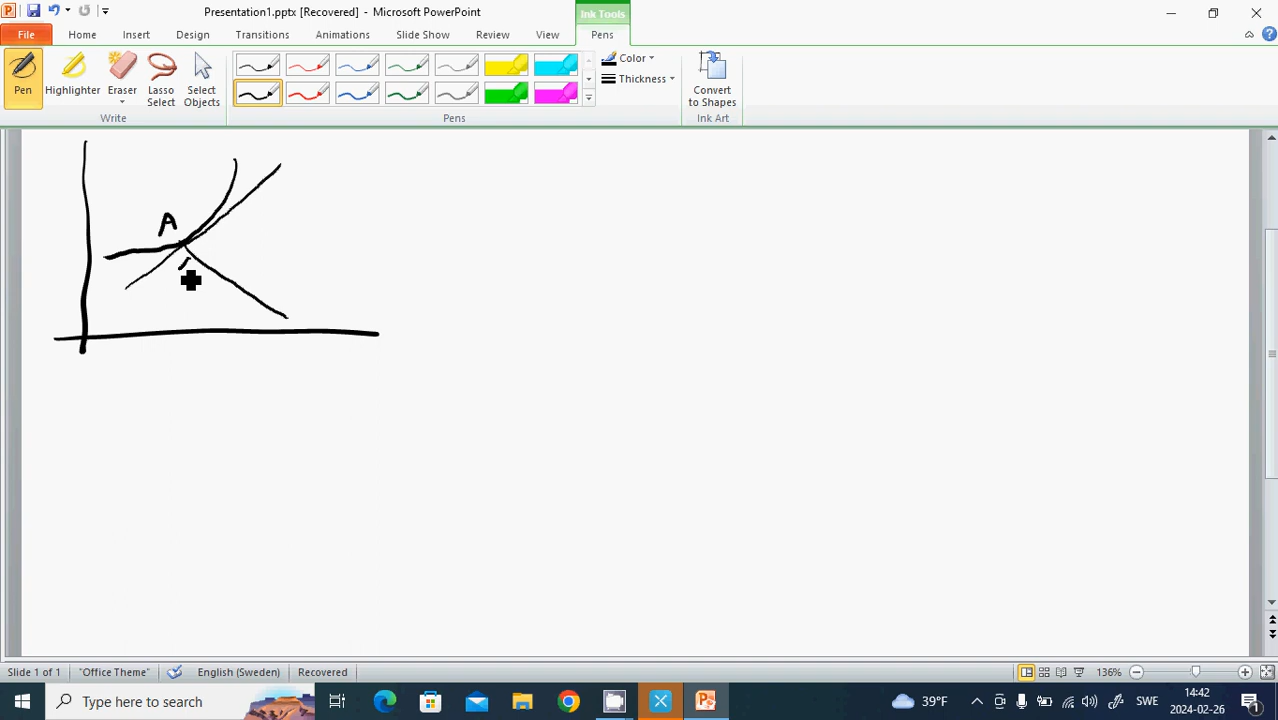 Presentation1.pptx [Recovered] - Microsoft PowerPoint
Ink Tools
File Home Insert Design Transitions Animations Slide Show Review View Pens
Pen Highlighter Eraser Lasso Select Select Objects
Color
Thickness
Convert to Shapes
Write Pens Ink Art
A
Slide 1 of 1 "Office Theme" English (Sweden) Recovered 136%
Type here to search 39°F SWE 14:42
2024-02-26 1